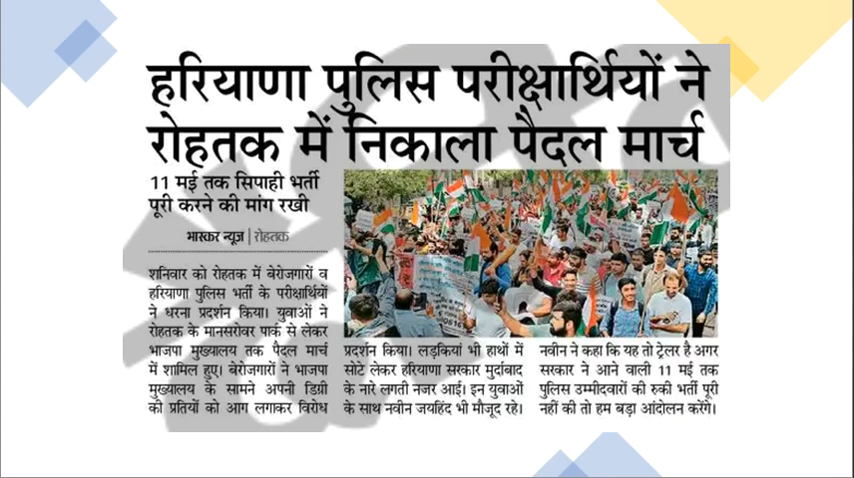 हरियाणा पुलिस परीक्षार्थियों ने
रोहतक में निकाला पैदल मार्च
11 मई तक सिपाही भर्ती
पूरी करने की मांग रखी
भास्कर न्यूज | रोहतक
शनिवार को रोहतक में बेरोजगारों व
हरियाणा पुलिस भर्ती के परीक्षार्थियों
ने धरना प्रदर्शन किया। युवाओं ने
रोहतक के मानसरोवर पार्क से लेकर
भाजपा मुख्यालय तक पैदल मार्च
में शामिल हुए। बेरोजगारों ने भाजपा
मुख्यालय के सामने अपनी डिग्री
की प्रतियों को आग लगाकर विरोध
प्रदर्शन किया। लड़कियां भी हाथों में
सोटे लेकर हरियाणा सरकार मुर्दाबाद
के नारे लगती नजर आई। इन युवाओं
के साथ नवीन जयहिंद भी मौजूद रहे।
नवीन ने कहा कि यह तो ट्रेलर है अगर
सरकार ने आने वाली 11 मई तक
पुलिस उम्मीदवारों की रुकी भर्ती पूरी
नहीं की तो हम बड़ा आंदोलन करेंगे।